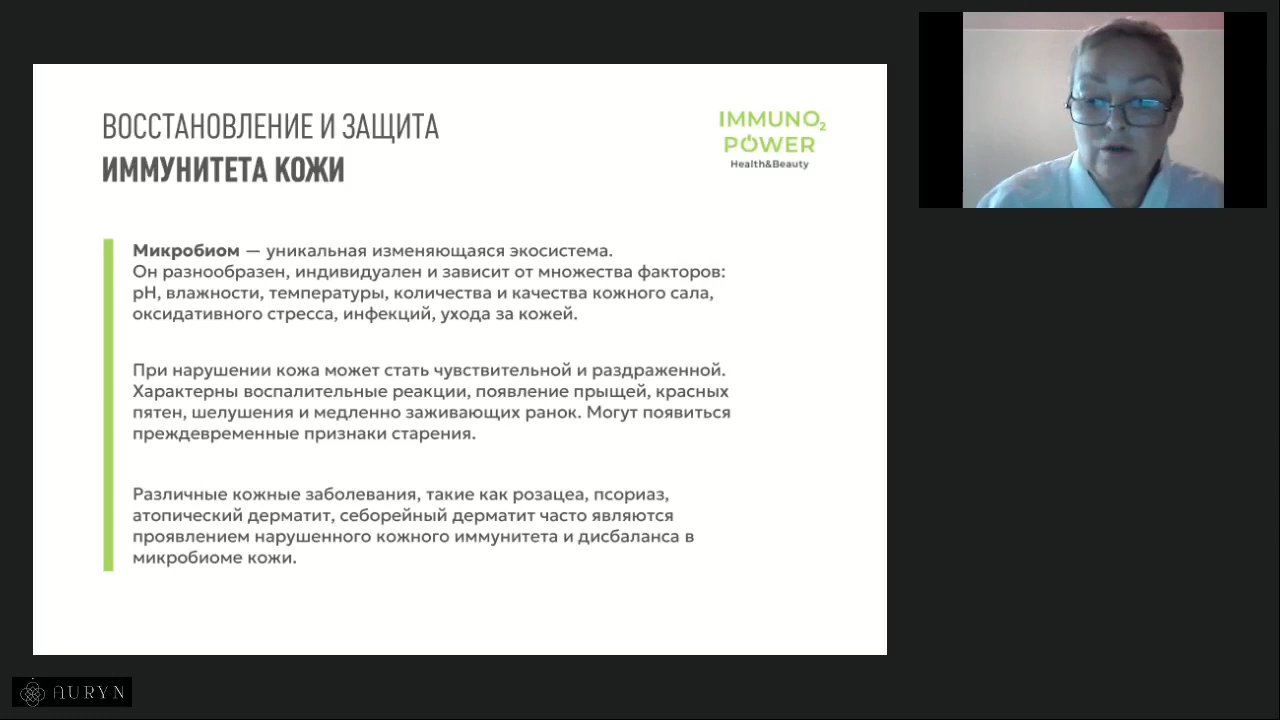 ВОССТАНОВЛЕНИЕ И ЗАЩИТА
ИММУНИТЕТА КОЖИ
IMMUNO₂
POWER
Health&Beauty
Микробиом — уникальная изменяющаяся экосистема.
Он разнообразен, индивидуален и зависит от множества факторов:
pH, влажности, температуры, количества и качества кожного сала,
оксидативного стресса, инфекций, ухода за кожей.
При нарушении кожа может стать чувствительной и раздраженной.
Характерны воспалительные реакции, появление прыщей, красных
пятен, шелушения и медленно заживающих ранок. Могут появиться
преждевременные признаки старения.
Различные кожные заболевания, такие как розацеа, псориаз,
атопический дерматит, себорейный дерматит часто являются
проявлением нарушенного кожного иммунитета и дисбаланса в
микробиоме кожи.
AURYN